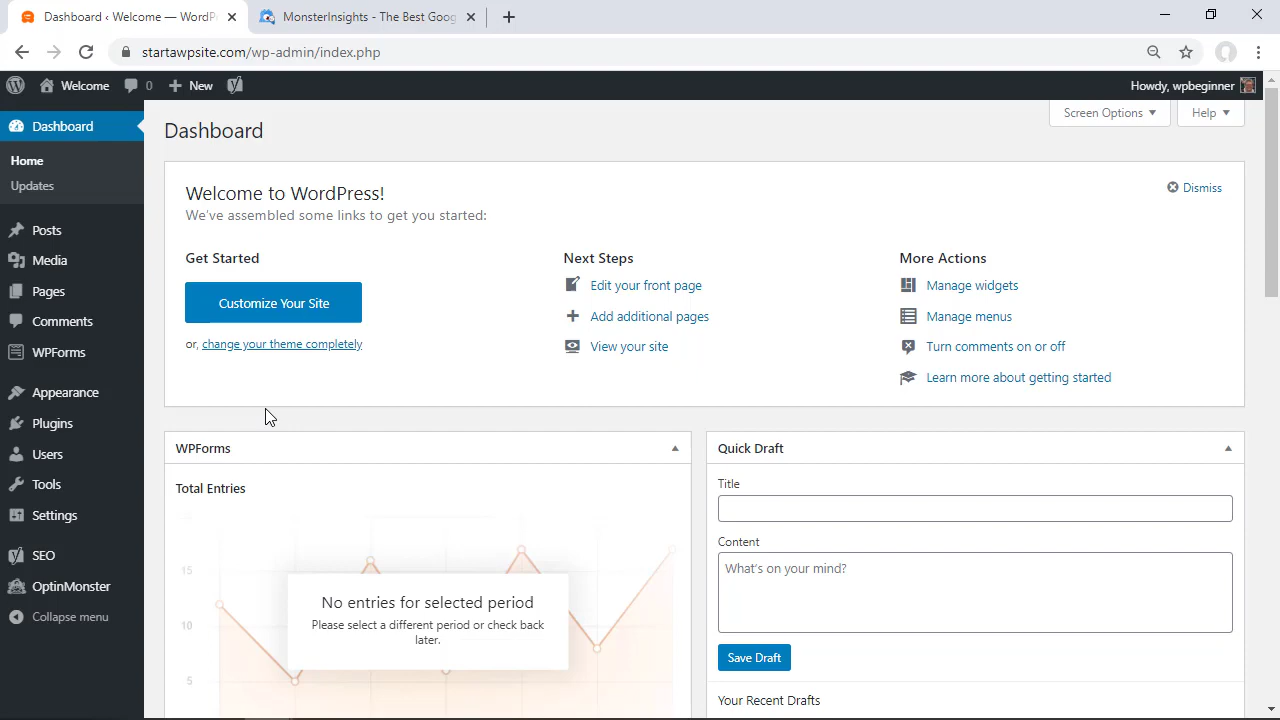 Dashboard ‹ Welcome — WordP
MonsterInsights - The Best Goog
startawpsite.com/wp-admin/index.php
Welcome
0
New
Howdy, wpbeginner
Dashboard
Home
Updates
Posts
Media
Pages
Comments
WPForms
Appearance
Plugins
Users
Tools
Settings
SEO
OptinMonster
Collapse menu
Screen Options
Help
Dashboard
Welcome to WordPress!
We've assembled some links to get you started:
Dismiss
Get Started
Customize Your Site
or, change your theme completely
Next Steps
Edit your front page
Add additional pages
View your site
More Actions
Manage widgets
Manage menus
Turn comments on or off
Learn more about getting started
WPForms
Total Entries
15
10
5
No entries for selected period
Please select a different period or check back
later.
Quick Draft
Title
Content
What's on your mind?
Save Draft
Your Recent Drafts